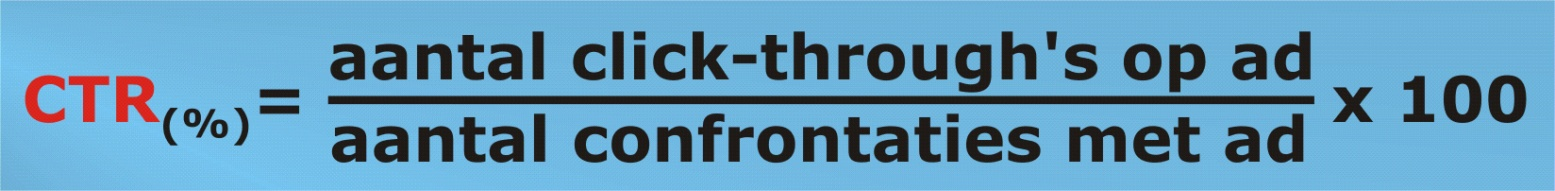 aantal click-through's op ad
CTR(%) = x 100
aantal confrontaties met ad